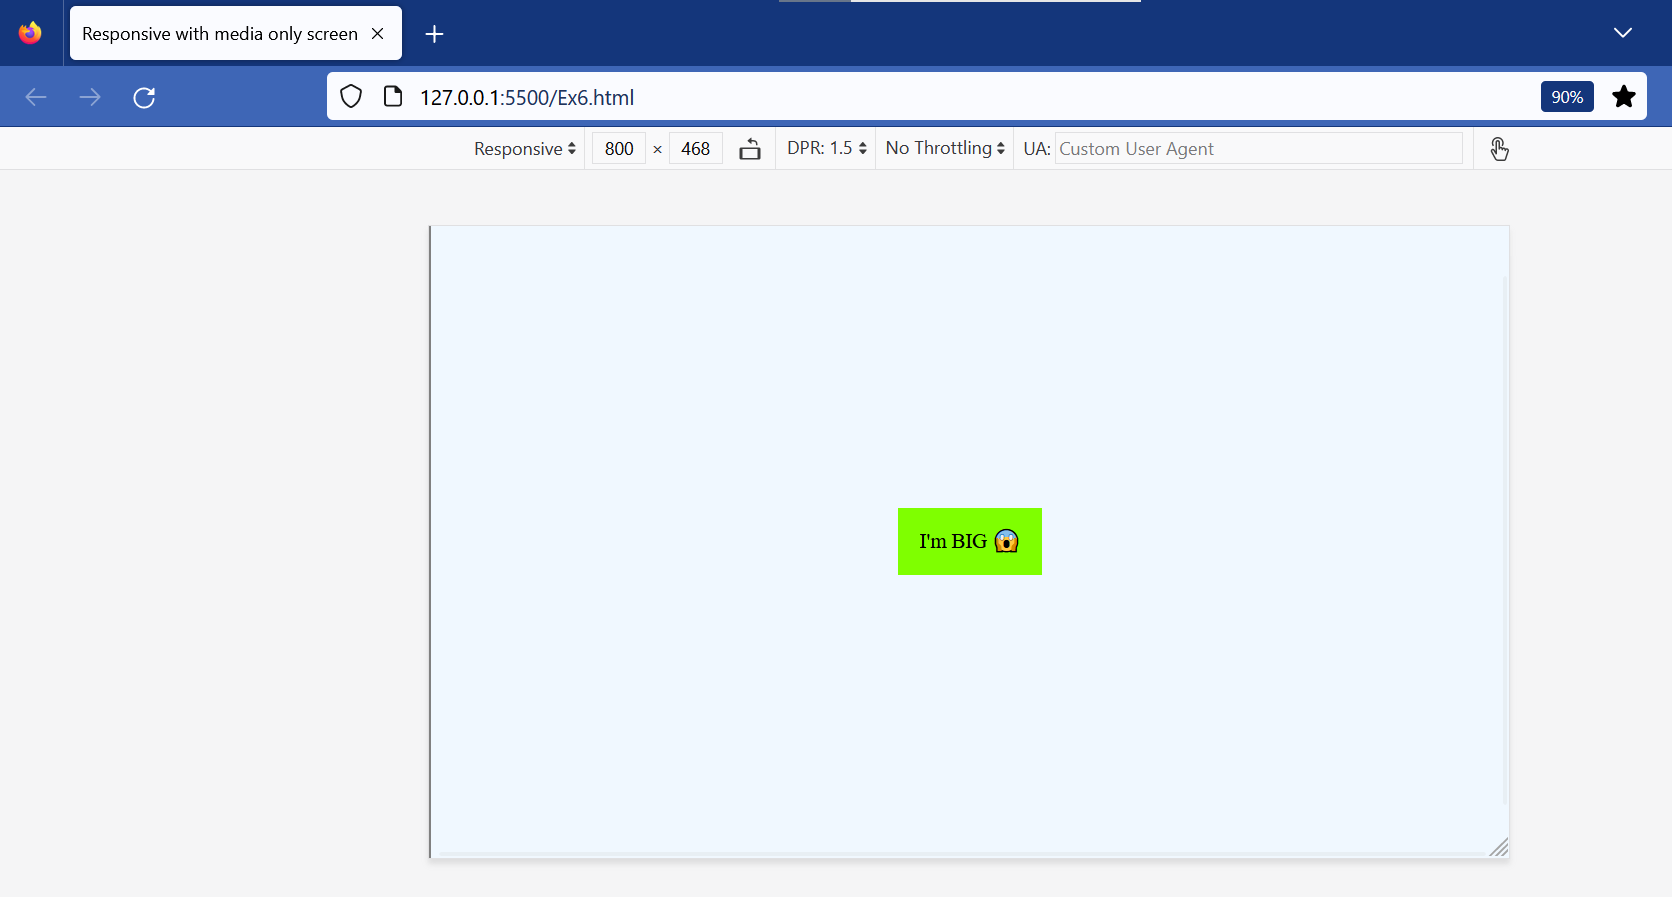 Responsive with media only screen
127.0.0.1:5500/Ex6.html
90%
Responsive 800 × 468 DPR: 1.5 No Throttling UA: Custom User Agent
I'm BIG 😱